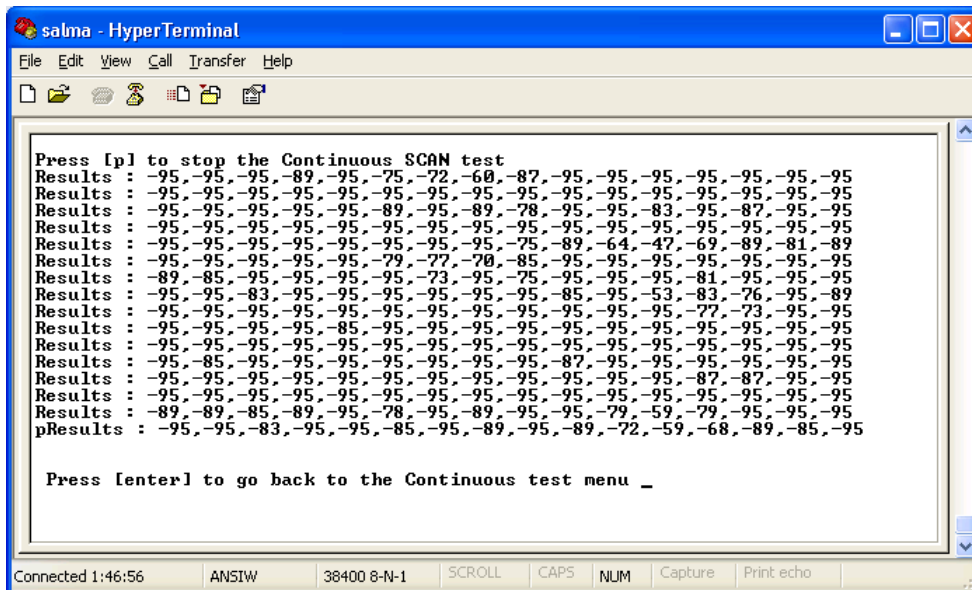 salma - HyperTerminal
File Edit View Call Transfer Help
Press [p] to stop the Continuous SCAN test
Results : -95,-95,-95,-89,-95,-75,-72,-60,-87,-95,-95,-95,-95,-95,-95,-95
Results : -95,-95,-95,-95,-95,-95,-95,-95,-95,-95,-95,-95,-95,-95,-95,-95
Results : -95,-95,-95,-95,-95,-89,-95,-89,-78,-95,-95,-83,-95,-87,-95,-95
Results : -95,-95,-95,-95,-95,-95,-95,-95,-95,-95,-95,-95,-95,-95,-95,-95
Results : -95,-95,-95,-95,-95,-95,-95,-95,-75,-89,-64,-47,-69,-89,-81,-89
Results : -95,-95,-95,-95,-95,-79,-77,-70,-85,-95,-95,-95,-95,-95,-95,-95
Results : -89,-85,-95,-95,-95,-95,-73,-95,-75,-95,-95,-95,-81,-95,-95,-95
Results : -95,-95,-83,-95,-95,-95,-95,-95,-95,-85,-95,-53,-83,-76,-95,-89
Results : -95,-95,-95,-95,-95,-95,-95,-95,-95,-95,-95,-95,-77,-73,-95,-95
Results : -95,-95,-95,-95,-85,-95,-95,-95,-95,-95,-95,-95,-95,-95,-95,-95
Results : -95,-95,-95,-95,-95,-95,-95,-95,-95,-95,-95,-95,-95,-95,-95,-95
Results : -95,-85,-95,-95,-95,-95,-95,-95,-95,-87,-95,-95,-95,-95,-95,-95
Results : -95,-95,-95,-95,-95,-95,-95,-95,-95,-95,-95,-95,-87,-87,-95,-95
Results : -95,-95,-95,-95,-95,-95,-95,-95,-95,-95,-95,-95,-95,-95,-95,-95
Results : -89,-89,-85,-89,-95,-78,-95,-89,-95,-95,-79,-59,-79,-95,-95,-95
pResults : -95,-95,-83,-95,-95,-85,-95,-89,-95,-89,-72,-59,-68,-89,-85,-95
Press [enter] to go back to the Continuous test menu _
Connected 1:46:56 ANSIW 38400 8-N-1 SCROLL CAPS NUM Capture Print echo